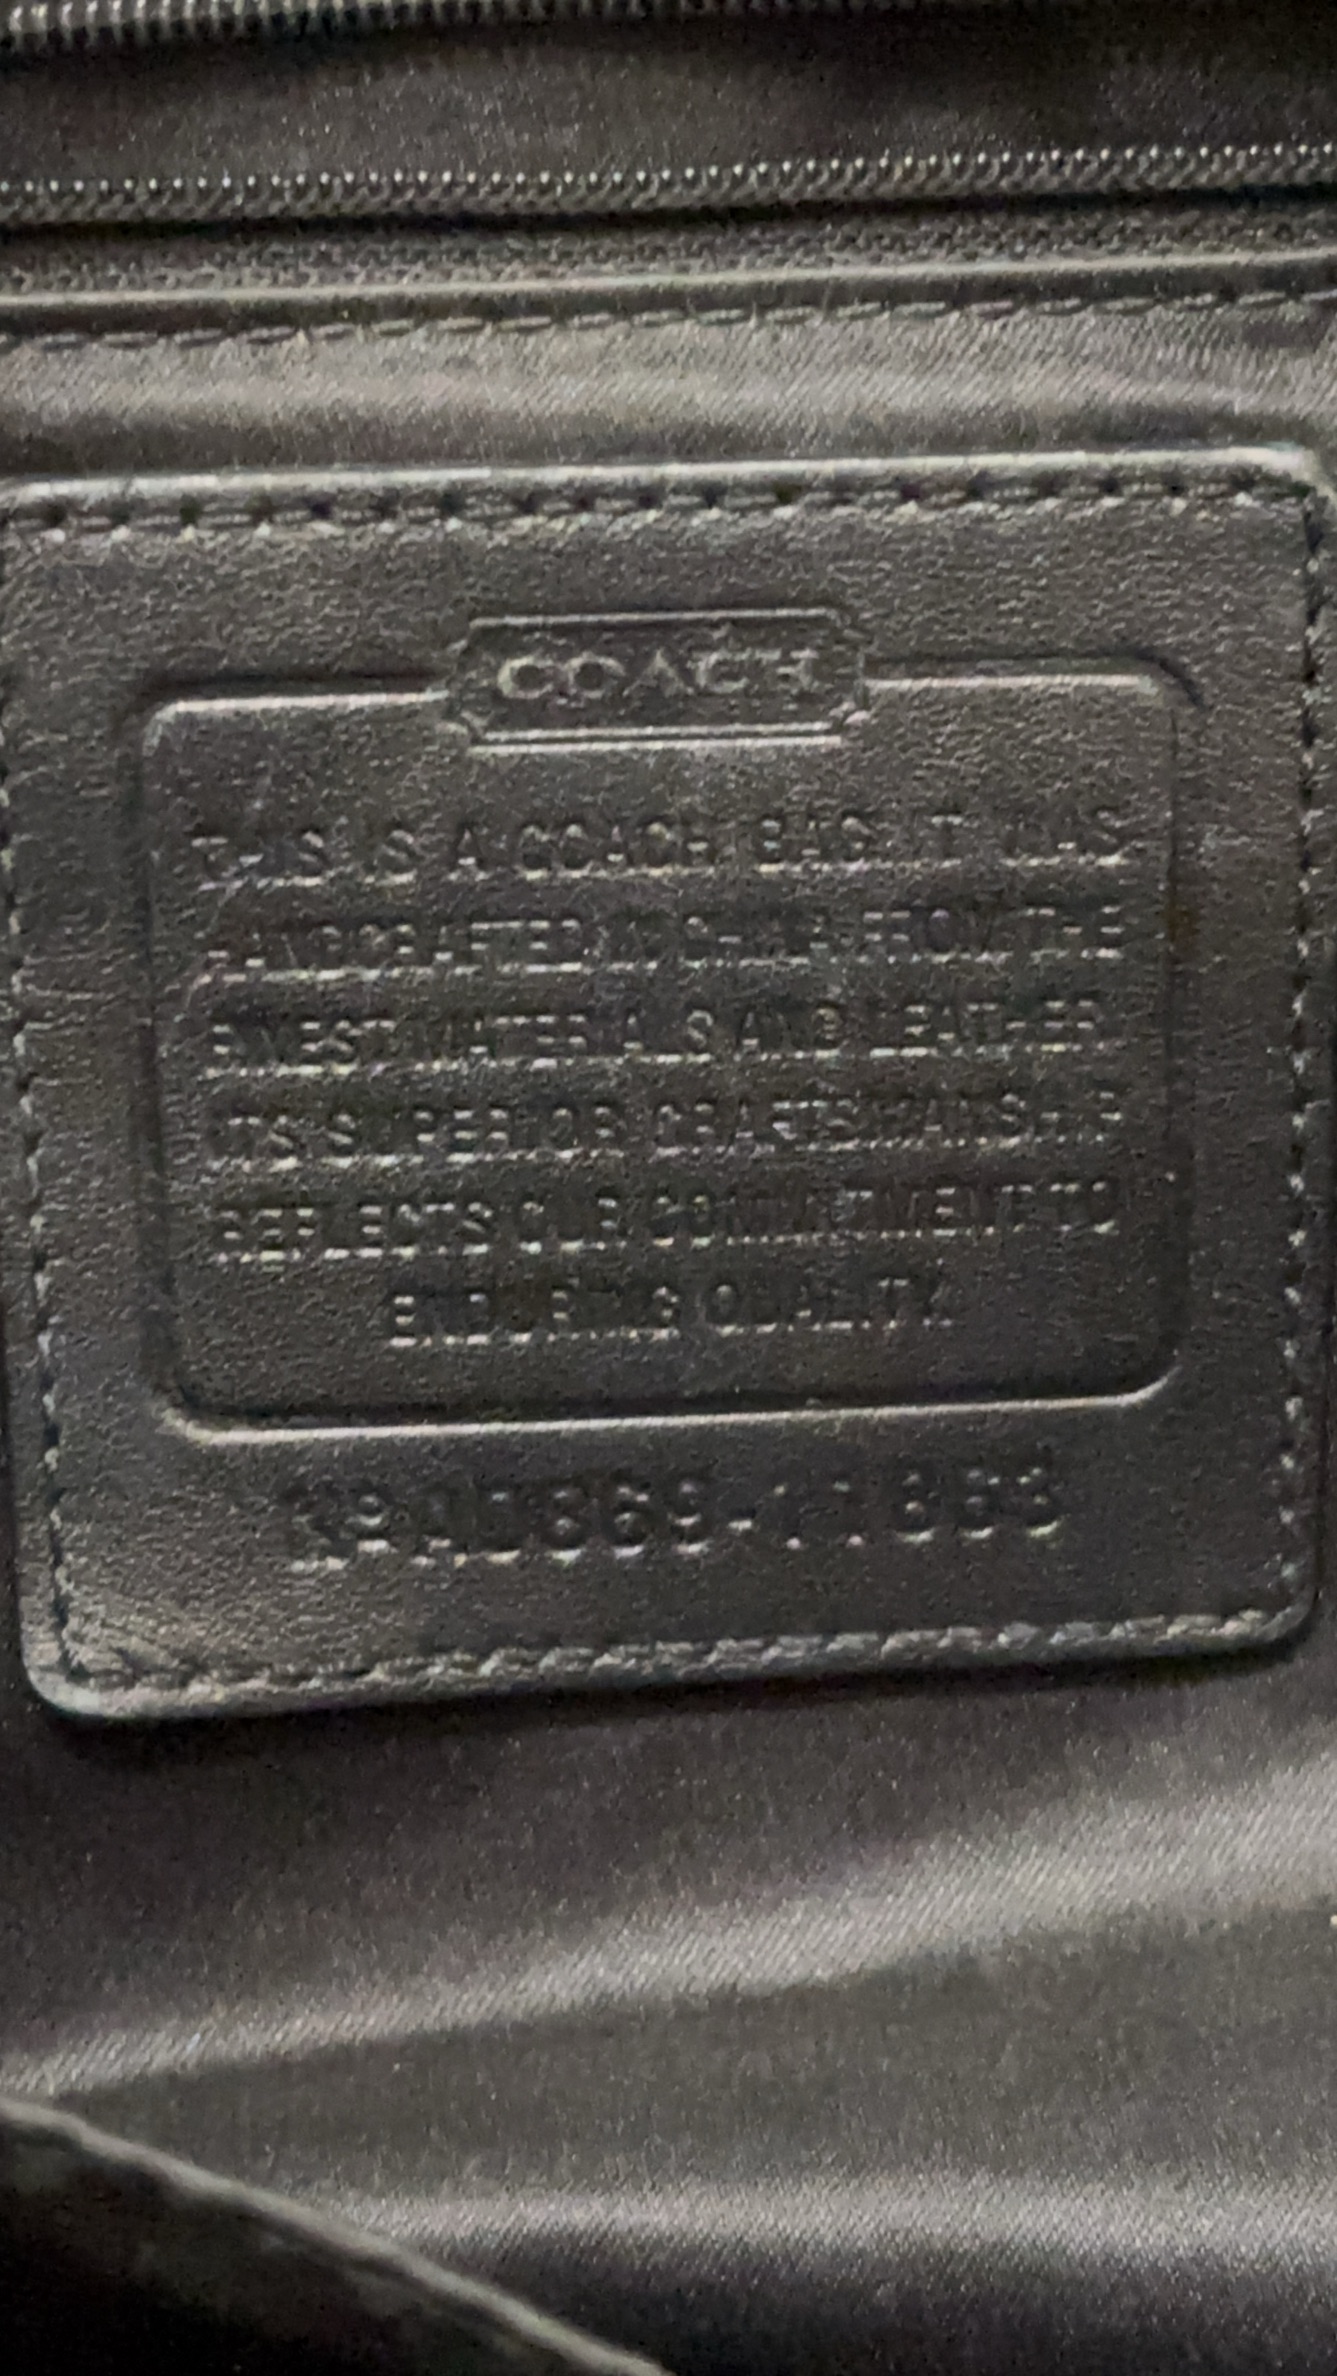 COACH
THIS IS A COACH BAG. IT WAS
HANDCRAFTED FROM THE
FINEST MATERIALS AND LEATHER.
ITS SUPERIOR CRAFTSMANSHIP
REFLECTS OUR COMMITMENT TO
ENDURING QUALITY.